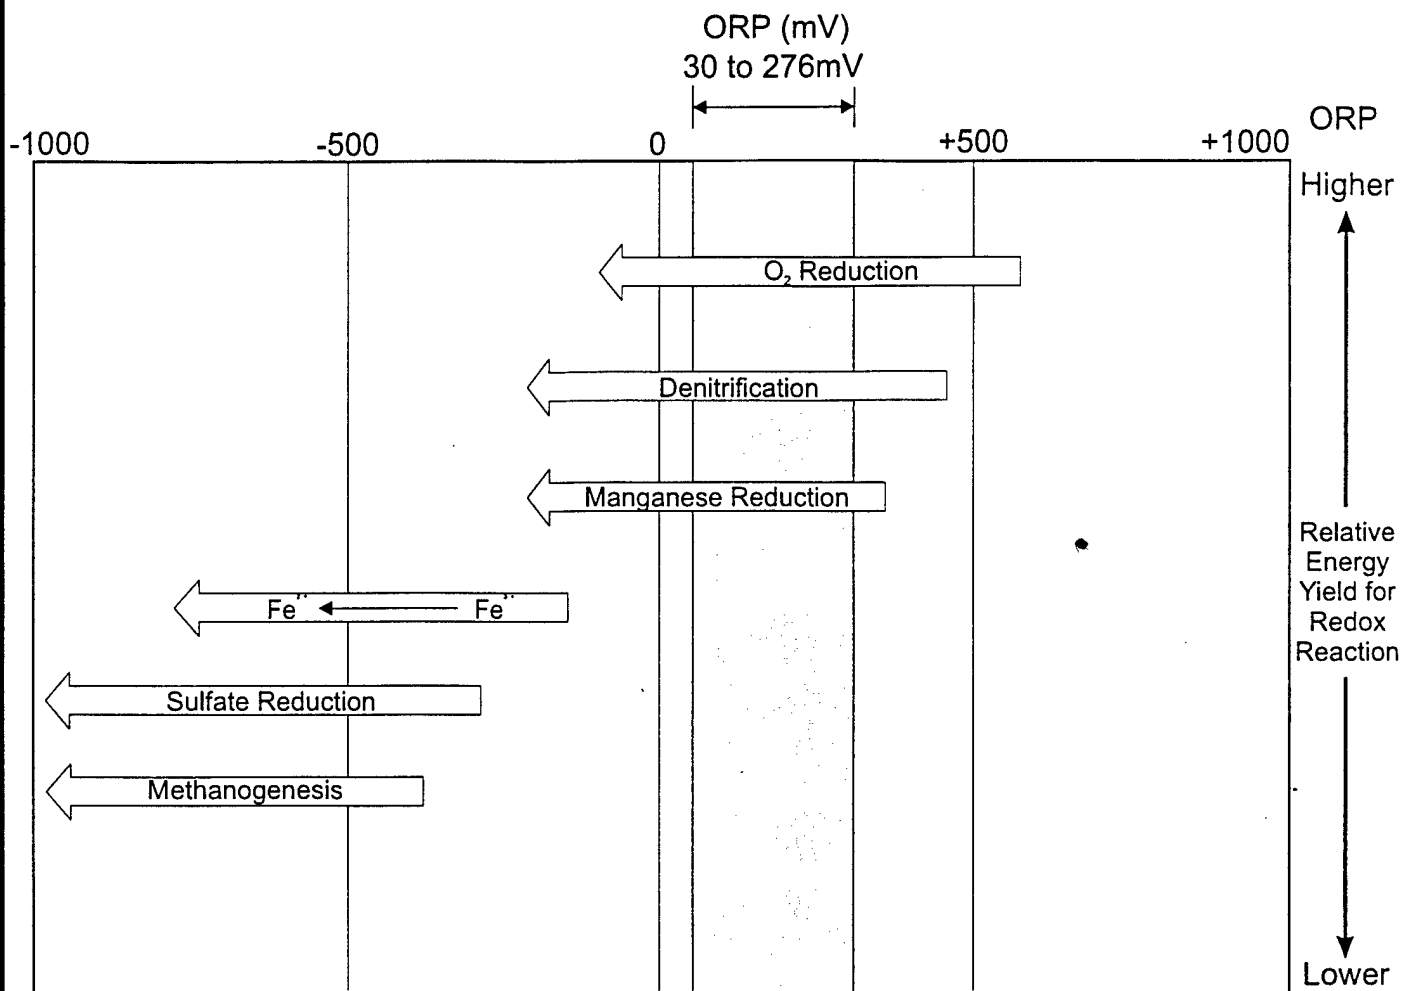 ORP (mV)
30 to 276mV
-1000
-500
0
+500
+1000
ORP
Higher
O₂ Reduction
Denitrification
Manganese Reduction
Fe
Fe
Sulfate Reduction
Methanogenesis
Relative
Energy
Yield for
Redox
Reaction
Lower